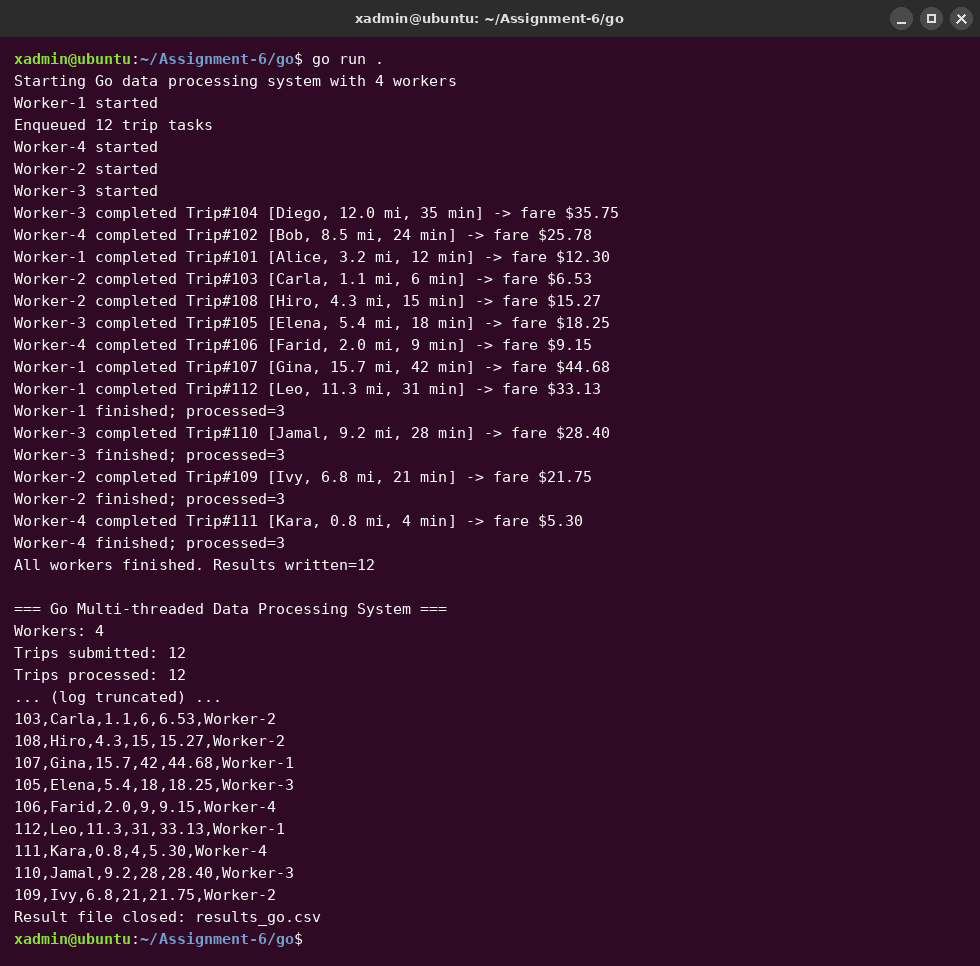 xadmin@ubuntu: ~/Assignment-6/go
xadmin@ubuntu:~/Assignment-6/go$ go run .
Starting Go data processing system with 4 workers
Worker-1 started
Enqueued 12 trip tasks
Worker-4 started
Worker-2 started
Worker-3 started
Worker-3 completed Trip#104 [Diego, 12.0 mi, 35 min] -> fare $35.75
Worker-4 completed Trip#102 [Bob, 8.5 mi, 24 min] -> fare $25.78
Worker-1 completed Trip#101 [Alice, 3.2 mi, 12 min] -> fare $12.30
Worker-2 completed Trip#103 [Carla, 1.1 mi, 6 min] -> fare $6.53
Worker-2 completed Trip#108 [Hiro, 4.3 mi, 15 min] -> fare $15.27
Worker-3 completed Trip#105 [Elena, 5.4 mi, 18 min] -> fare $18.25
Worker-4 completed Trip#106 [Farid, 2.0 mi, 9 min] -> fare $9.15
Worker-1 completed Trip#107 [Gina, 15.7 mi, 42 min] -> fare $44.68
Worker-1 completed Trip#112 [Leo, 11.3 mi, 31 min] -> fare $33.13
Worker-1 finished; processed=3
Worker-3 completed Trip#110 [Jamal, 9.2 mi, 28 min] -> fare $28.40
Worker-3 finished; processed=3
Worker-2 completed Trip#109 [Ivy, 6.8 mi, 21 min] -> fare $21.75
Worker-2 finished; processed=3
Worker-4 completed Trip#111 [Kara, 0.8 mi, 4 min] -> fare $5.30
Worker-4 finished; processed=3
All workers finished. Results written=12

=== Go Multi-threaded Data Processing System ===
Workers: 4
Trips submitted: 12
Trips processed: 12
... (log truncated) ...
103,Carla,1.1,6,6.53,Worker-2
108,Hiro,4.3,15,15.27,Worker-2
107,Gina,15.7,42,44.68,Worker-1
105,Elena,5.4,18,18.25,Worker-3
106,Farid,2.0,9,9.15,Worker-4
112,Leo,11.3,31,33.13,Worker-1
111,Kara,0.8,4,5.30,Worker-4
110,Jamal,9.2,28,28.40,Worker-3
109,Ivy,6.8,21,21.75,Worker-2
Result file closed: results_go.csv
xadmin@ubuntu:~/Assignment-6/go$